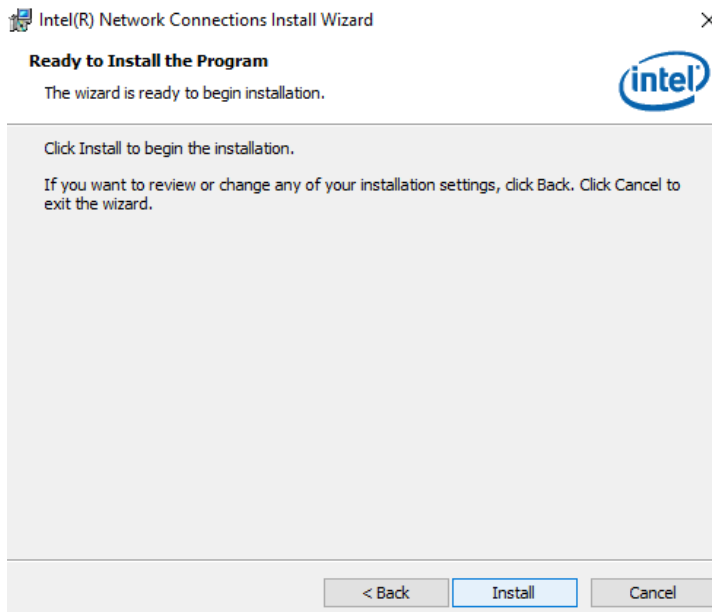 Intel(R) Network Connections Install Wizard
Ready to Install the Program
The wizard is ready to begin installation.
intel
Click Install to begin the installation.
If you want to review or change any of your installation settings, click Back. Click Cancel to
exit the wizard.
< Back
Install
Cancel